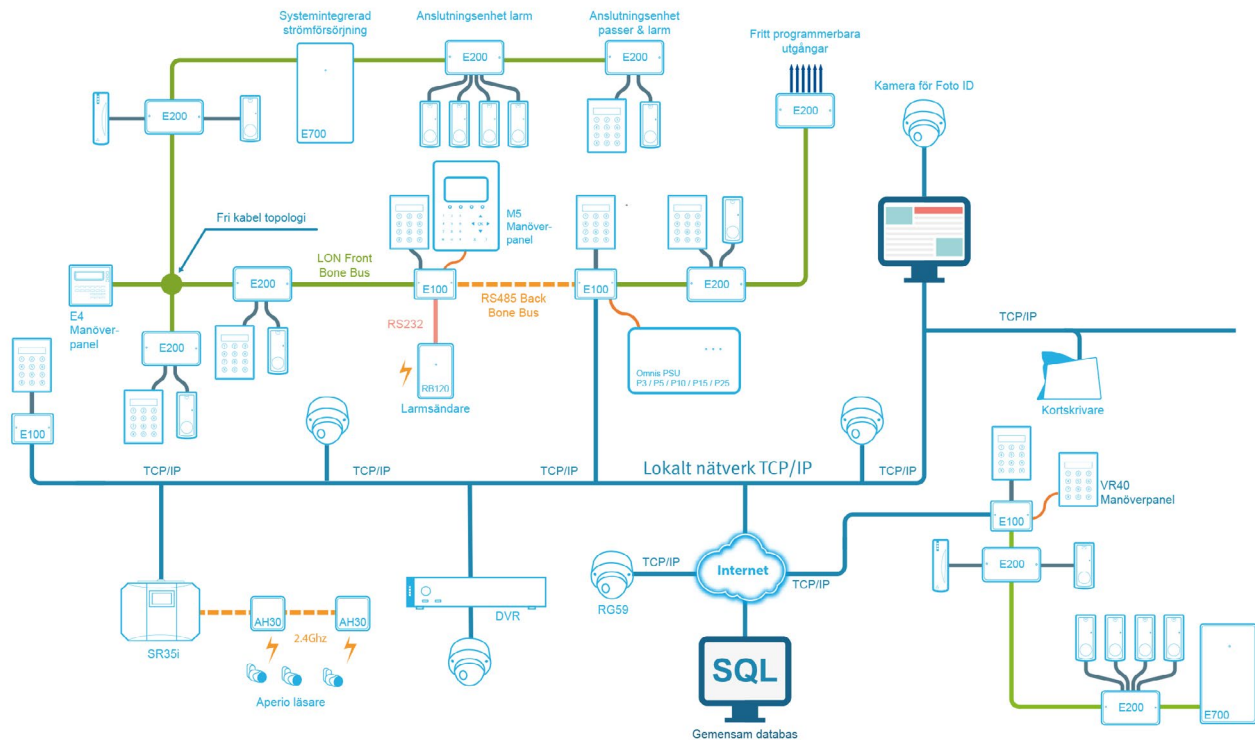 Systemintegrerad
strömförsörjning
Anslutningsenhet larm
Anslutningsenhet
passer & larm
Fritt programmerbara
utgångar
Kamera för Foto ID
E200
E200
E200
E200
E700
Fri kabel topologi
M5
Manöver-
panel
LON Front
Bone Bus
E200
E100
RS485 Back
Bone Bus
E100
E200
E4
Manöver-
panel
RS232
TCP/IP
E200
Omnis PSU
P3 / P5 / P10 / P15 / P25
RB120
Larmsändare
Kortskrivare
E100
TCP/IP
TCP/IP
Lokalt nätverk TCP/IP
TCP/IP
VR40
Manöverpanel
E100
TCP/IP
Internet
TCP/IP
E200
RG59
DVR
AH30
AH30
2.4Ghz
SR35i
Aperio läsare
SQL
E200
E700
Gemensam databas